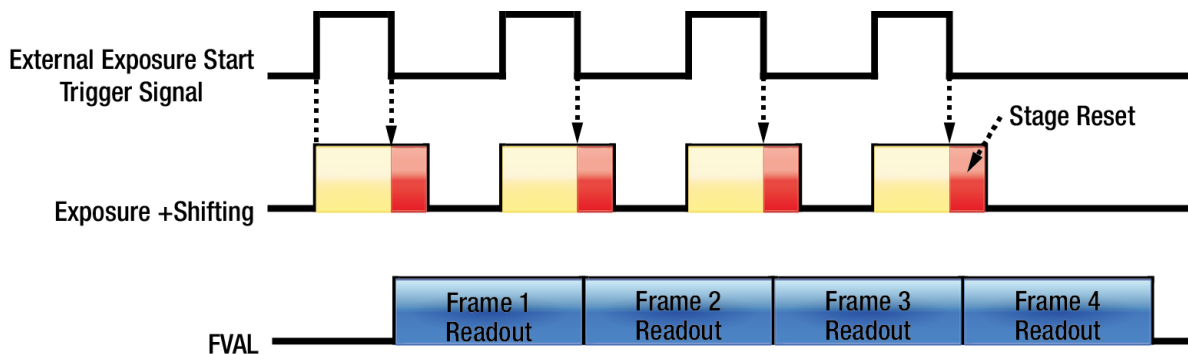 External Exposure Start
Trigger Signal
Stage Reset
Exposure +Shifting
Frame 1
Readout
Frame 2
Readout
Frame 3
Readout
Frame 4
Readout
FVAL